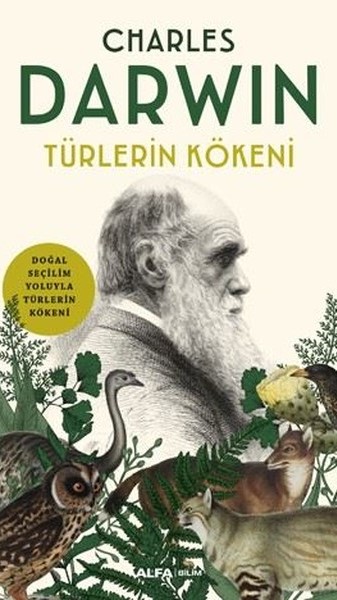 CHARLES
DARWIN
TÜRLERİN KÖKENİ
DOĞAL
SEÇİLİM
YOLUYLA
TÜRLERİN
KÖKENİ
ALFA | BİLİM